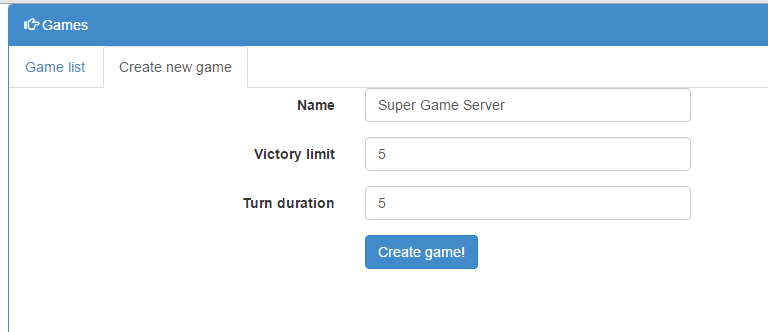 Games
Game list
Create new game
Name
Super Game Server
Victory limit
5
Turn duration
5
Create game!